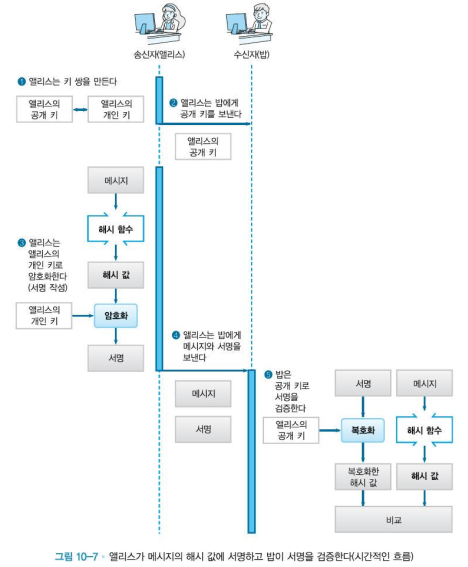 송신자(앨리스)
수신자(밥)
❶ 앨리스는 키 쌍을 만든다
앨리스의
공개 키
앨리스의
개인 키
❷ 앨리스는 밥에게
공개 키를 보낸다
앨리스의
공개 키
메시지
해시 함수
❸ 앨리스는
앨리스의
개인 키로
암호화한다
(서명 작성)
해시 값
앨리스의
개인 키
암호화
서명
❹ 앨리스는 밥에게
메시지와 서명을
보낸다
메시지
서명
❺ 밥은
공개 키로
서명을
검증한다
앨리스의
공개 키
서명
메시지
복호화
해시 함수
복호화한
해시 값
해시 값
비교
그림 10-7 • 앨리스가 메시지의 해시 값에 서명하고 밥이 서명을 검증한다(시간적인 흐름)